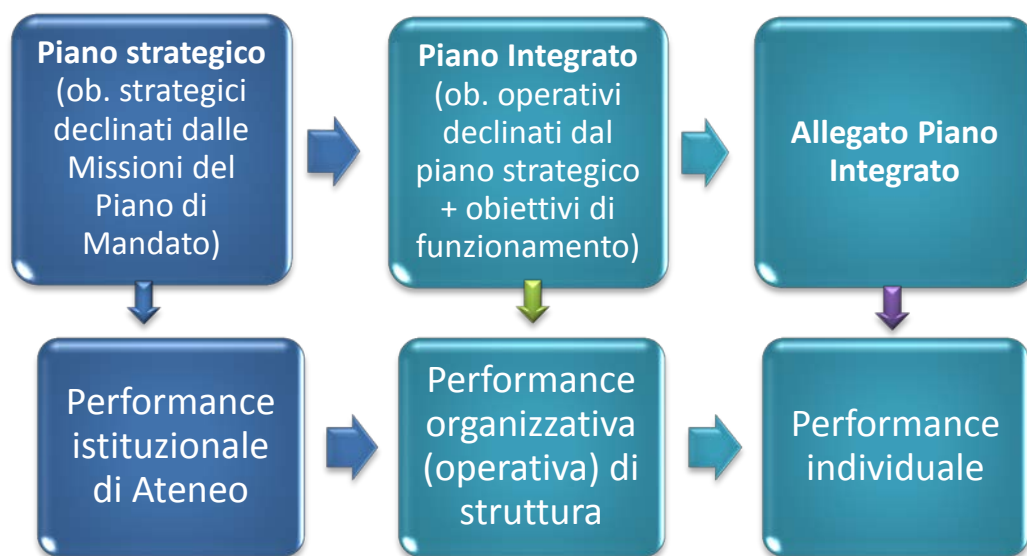 Piano strategico
(ob. strategici
declinati dalle
Missioni del
Piano di
Mandato)
Piano Integrato
(ob. operativi
declinati dal
piano strategico
+ obiettivi di
funzionamento)
Allegato Piano
Integrato
Performance
istituzionale
di Ateneo
Performance
organizzativa
(operativa) di
struttura
Performance
individuale